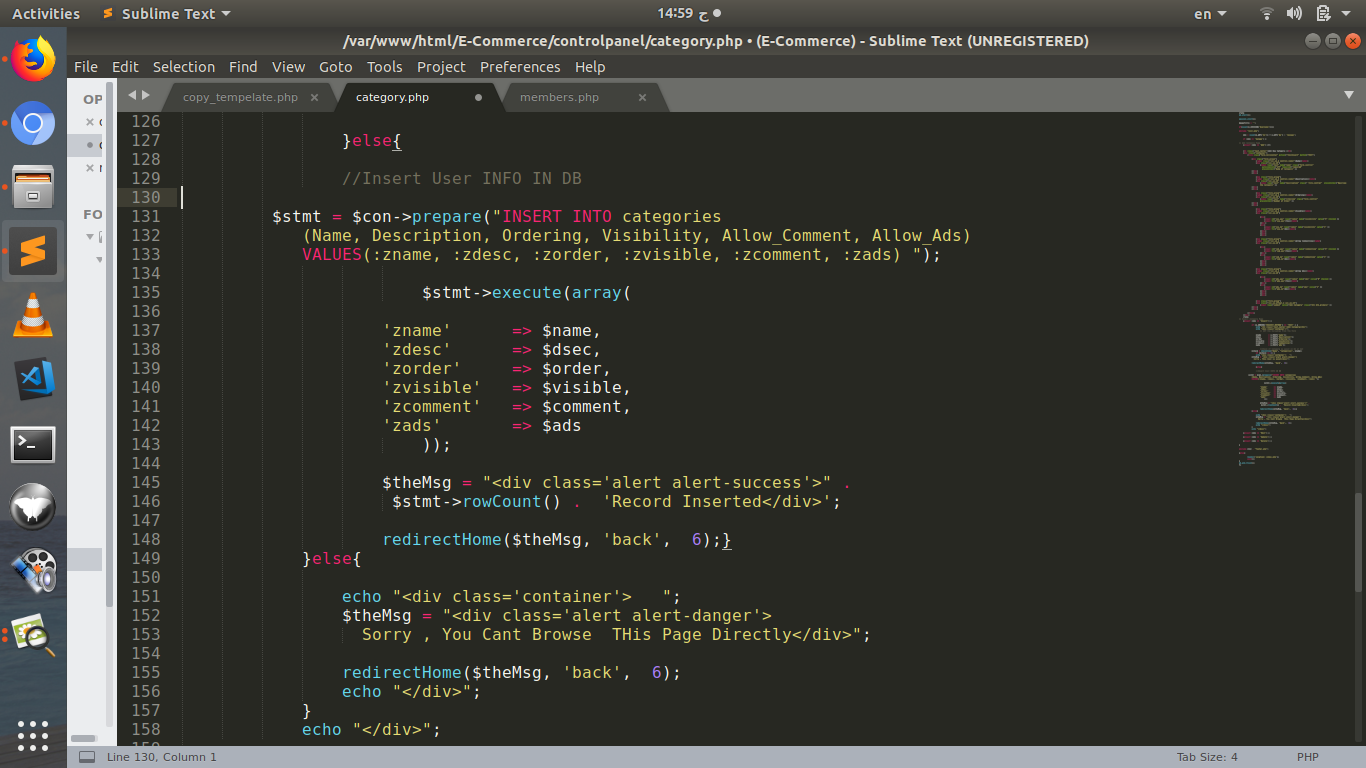 Activities Sublime Text 14:59 ح en
/var/www/html/E-Commerce/controlpanel/category.php • (E-Commerce) - Sublime Text (UNREGISTERED)
File Edit Selection Find View Goto Tools Project Preferences Help
OP
FO
copy_tempelate.php category.php members.php
126
127 }else{
128
129 //Insert User INFO IN DB
130
131 $stmt = $con->prepare("INSERT INTO categories
132 (Name, Description, Ordering, Visibility, Allow_Comment, Allow_Ads)
133 VALUES(:zname, :zdesc, :zorder, :zvisible, :zcomment, :zads) ");
134
135 $stmt->execute(array(
136
137 'zname' => $name,
138 'zdesc' => $dsec,
139 'zorder' => $order,
140 'zvisible' => $visible,
141 'zcomment' => $comment,
142 'zads' => $ads
143 ));
144
145 $theMsg = "<div class='alert alert-success'>" .
146 $stmt->rowCount() . 'Record Inserted</div>';
147
148 redirectHome($theMsg, 'back', 6);}
149 }else{
150
151 echo "<div class='container'> ";
152 $theMsg = "<div class='alert alert-danger'>
153 Sorry , You Cant Browse THis Page Directly</div>";
154
155 redirectHome($theMsg, 'back', 6);
156 echo "</div>";
157 }
158 echo "</div>";
Line 130, Column 1 Tab Size: 4 PHP